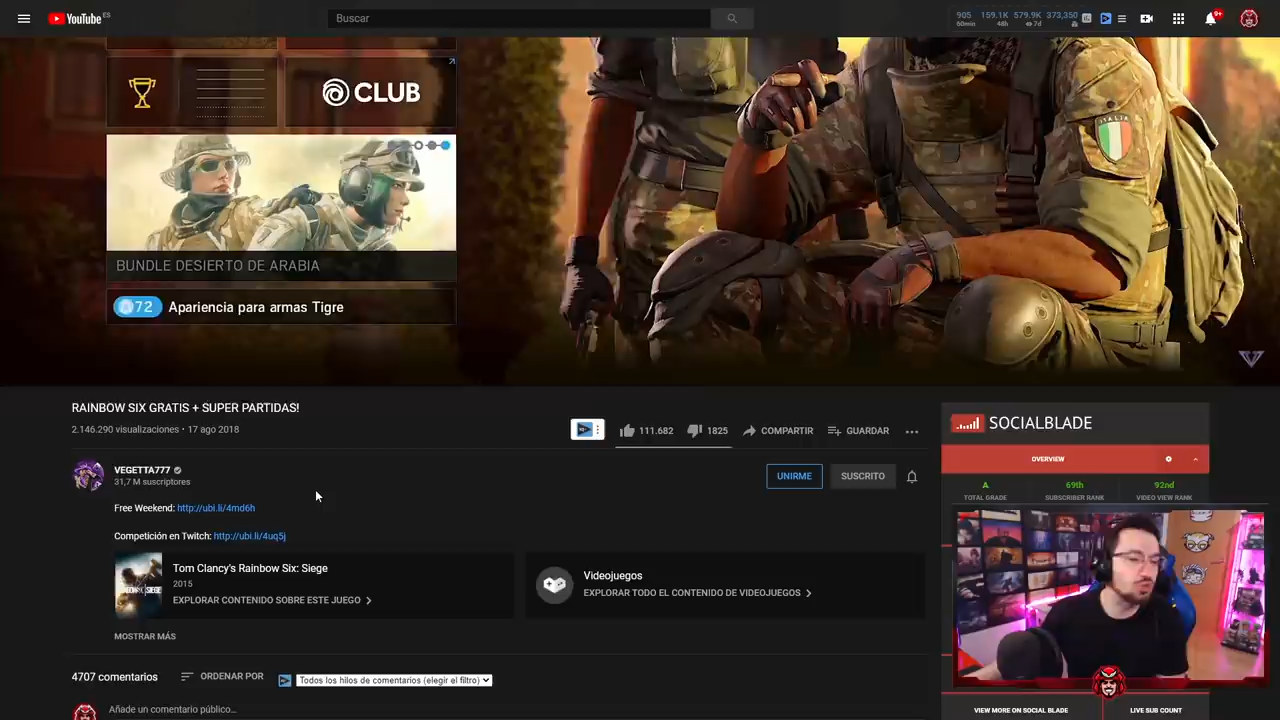 YouTube ES
Buscar
905 159.1K 579.9K 373,350
60min 48h 7d
9+
CLUB
ITALIA
BUNDLE DESIERTO DE ARABIA
72 Apariencia para armas Tigre
RAINBOW SIX GRATIS + SUPER PARTIDAS!
2.146.290 visualizaciones • 17 ago 2018
111.682 1825 COMPARTIR GUARDAR
VEGETTA777
31,7 M suscriptores
UNIRME SUSCRITO
Free Weekend: http://ubi.li/4md6h
Competición en Twitch: http://ubi.li/4uq5j
Tom Clancy's Rainbow Six: Siege
2015
EXPLORAR CONTENIDO SOBRE ESTE JUEGO
Videojuegos
EXPLORAR TODO EL CONTENIDO DE VIDEOJUEGOS
MOSTRAR MÁS
4707 comentarios ORDENAR POR Todos los hilos de comentarios (elegir el filtro)
Añade un comentario público...
SOCIALBLADE
OVERVIEW
A 69th 92nd
TOTAL GRADE SUBSCRIBER RANK VIDEO VIEW RANK
VIEW MORE ON SOCIAL BLADE LIVE SUB COUNT